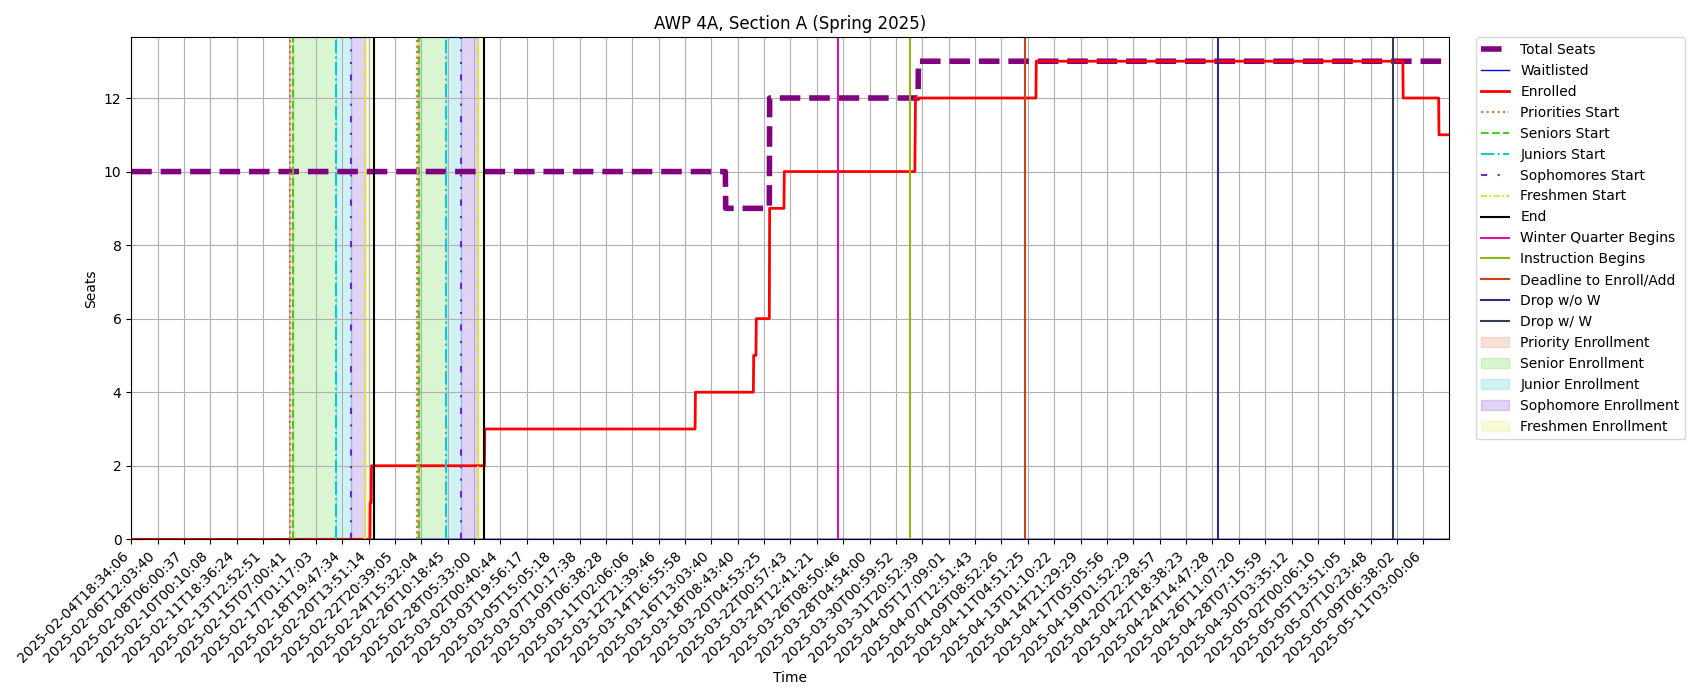 AWP 4A, Section A (Spring 2025)
Seats
12
10
8
6
4
2
0
2025-02-04T18:34:06
2025-02-06T12:03:40
2025-02-08T06:00:37
2025-02-10T00:10:08
2025-02-11T18:36:24
2025-02-13T12:52:51
2025-02-15T07:00:41
2025-02-17T01:17:03
2025-02-18T19:47:34
2025-02-20T13:51:14
2025-02-22T20:39:05
2025-02-24T15:32:04
2025-02-26T10:18:45
2025-02-28T05:33:00
2025-03-02T00:40:44
2025-03-03T19:56:17
2025-03-05T15:05:18
2025-03-07T10:17:38
2025-03-09T06:38:28
2025-03-11T02:06:06
2025-03-12T21:39:46
2025-03-14T16:55:58
2025-03-16T13:03:40
2025-03-18T08:43:40
2025-03-20T04:53:25
2025-03-22T00:57:43
2025-03-24T12:41:21
2025-03-26T08:50:46
2025-03-28T04:54:00
2025-03-30T00:59:52
2025-03-31T20:52:39
2025-04-05T17:09:01
2025-04-07T12:51:43
2025-04-09T08:52:26
2025-04-11T04:51:25
2025-04-13T01:10:22
2025-04-14T21:29:29
2025-04-17T05:05:56
2025-04-19T01:52:29
2025-04-20T22:28:57
2025-04-22T18:38:23
2025-04-24T14:47:28
2025-04-26T11:07:20
2025-04-28T07:15:59
2025-04-30T03:35:12
2025-05-02T00:06:10
2025-05-05T13:51:05
2025-05-07T10:23:48
2025-05-09T06:38:02
2025-05-11T03:00:06
Time
Total Seats
Waitlisted
Enrolled
Priorities Start
Seniors Start
Juniors Start
Sophomores Start
Freshmen Start
End
Winter Quarter Begins
Instruction Begins
Deadline to Enroll/Add
Drop w/o W
Drop w/ W
Priority Enrollment
Senior Enrollment
Junior Enrollment
Sophomore Enrollment
Freshmen Enrollment